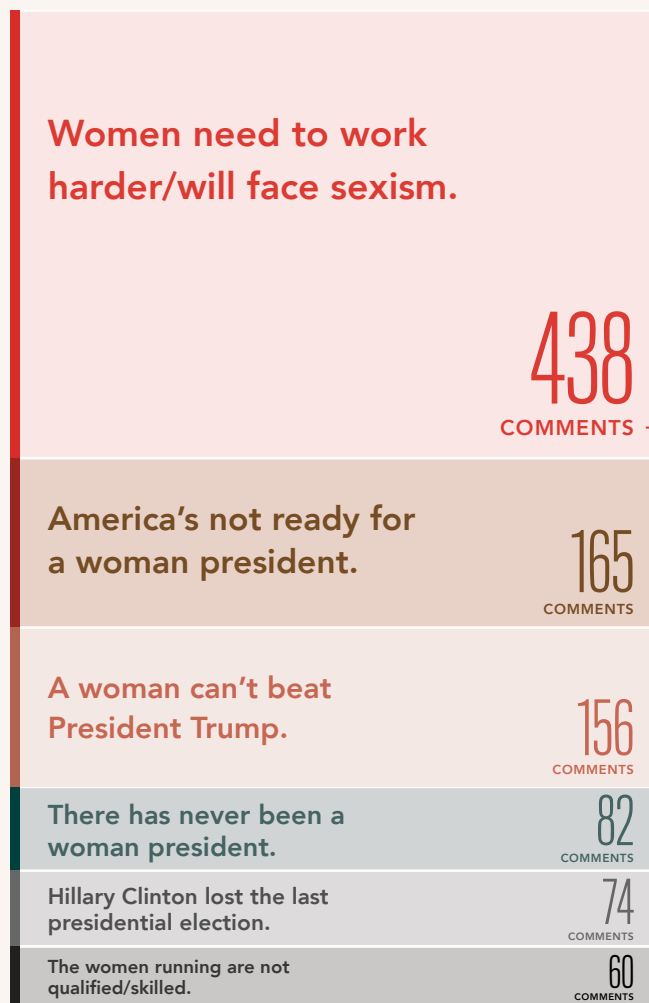 Women need to work
harder/will face sexism.
438
COMMENTS
America’s not ready for
a woman president.
165
COMMENTS
A woman can’t beat
President Trump.
156
COMMENTS
There has never been a
woman president.
82
COMMENTS
Hillary Clinton lost the last
presidential election.
74
COMMENTS
The women running are not
qualified/skilled.
60
COMMENTS